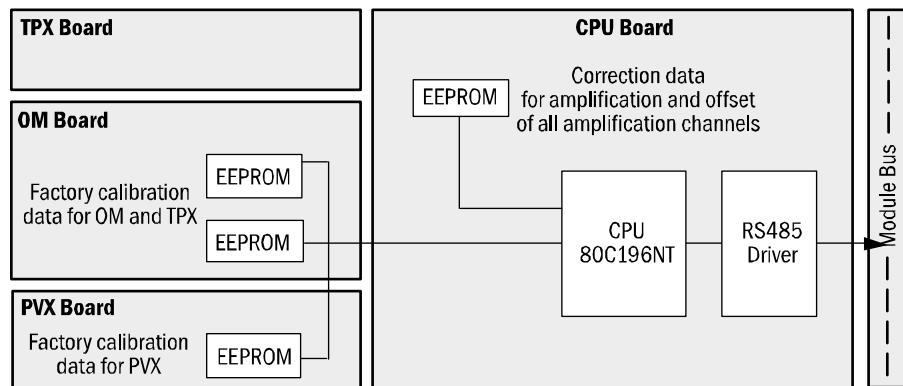 TPX Board
OM Board
Factory calibration
data for OM and TPX
EEPROM
EEPROM
PVX Board
Factory calibration
data for PVX
EEPROM
CPU Board
EEPROM
Correction data
for amplification and offset
of all amplification channels
CPU
80C196NT
RS485
Driver
Module Bus